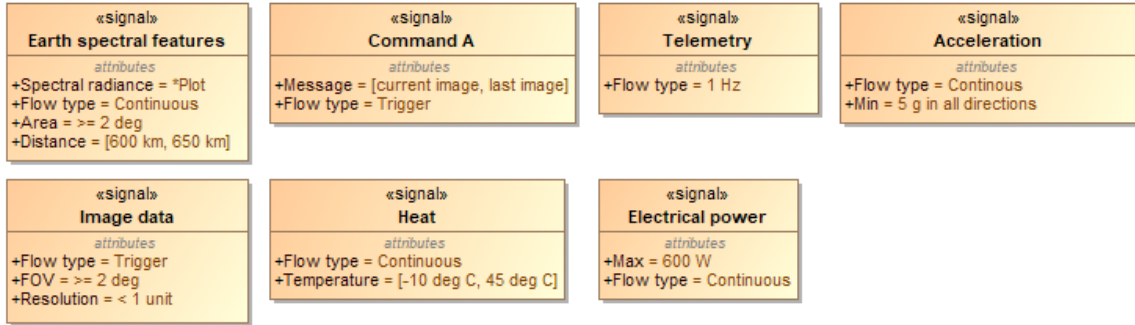 «signal»
Earth spectral features
attributes
+Spectral radiance = *Plot
+Flow type = Continuous
+Area = >= 2 deg
+Distance = [600 km, 650 km]
«signal»
Command A
attributes
+Message = [current image, last image]
+Flow type = Trigger
«signal»
Telemetry
attributes
+Flow type = 1 Hz
«signal»
Acceleration
attributes
+Flow type = Continous
+Min = 5 g in all directions
«signal»
Image data
attributes
+Flow type = Trigger
+FOV = >= 2 deg
+Resolution = < 1 unit
«signal»
Heat
attributes
+Flow type = Continuous
+Temperature = [-10 deg C, 45 deg C]
«signal»
Electrical power
attributes
+Max = 600 W
+Flow type = Continuous